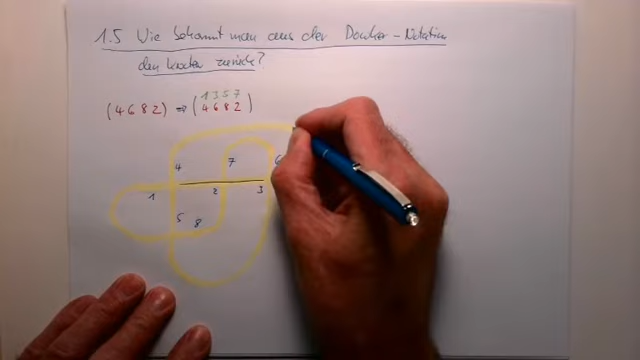 1.5 Wie bekommt man aus der Dowker-Notation
den Knoten zurück?
1 3 5 7
(4 6 8 2) ⇒ (4 6 8 2)
4 7 6
1 2 3
5 8